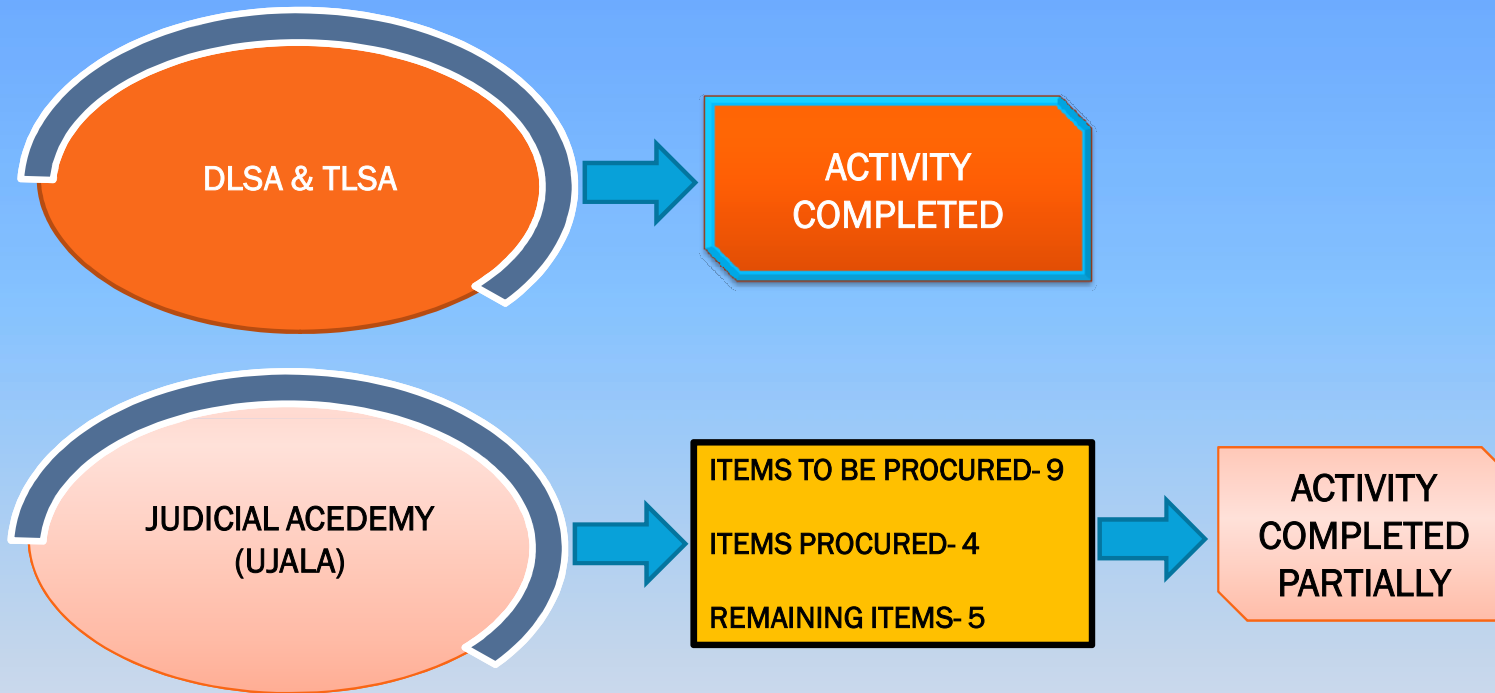 DLSA & TLSA
ACTIVITY
COMPLETED
JUDICIAL ACEDEMY
(UJALA)
ITEMS TO BE PROCURED- 9
ITEMS PROCURED- 4
REMAINING ITEMS- 5
ACTIVITY
COMPLETED
PARTIALLY